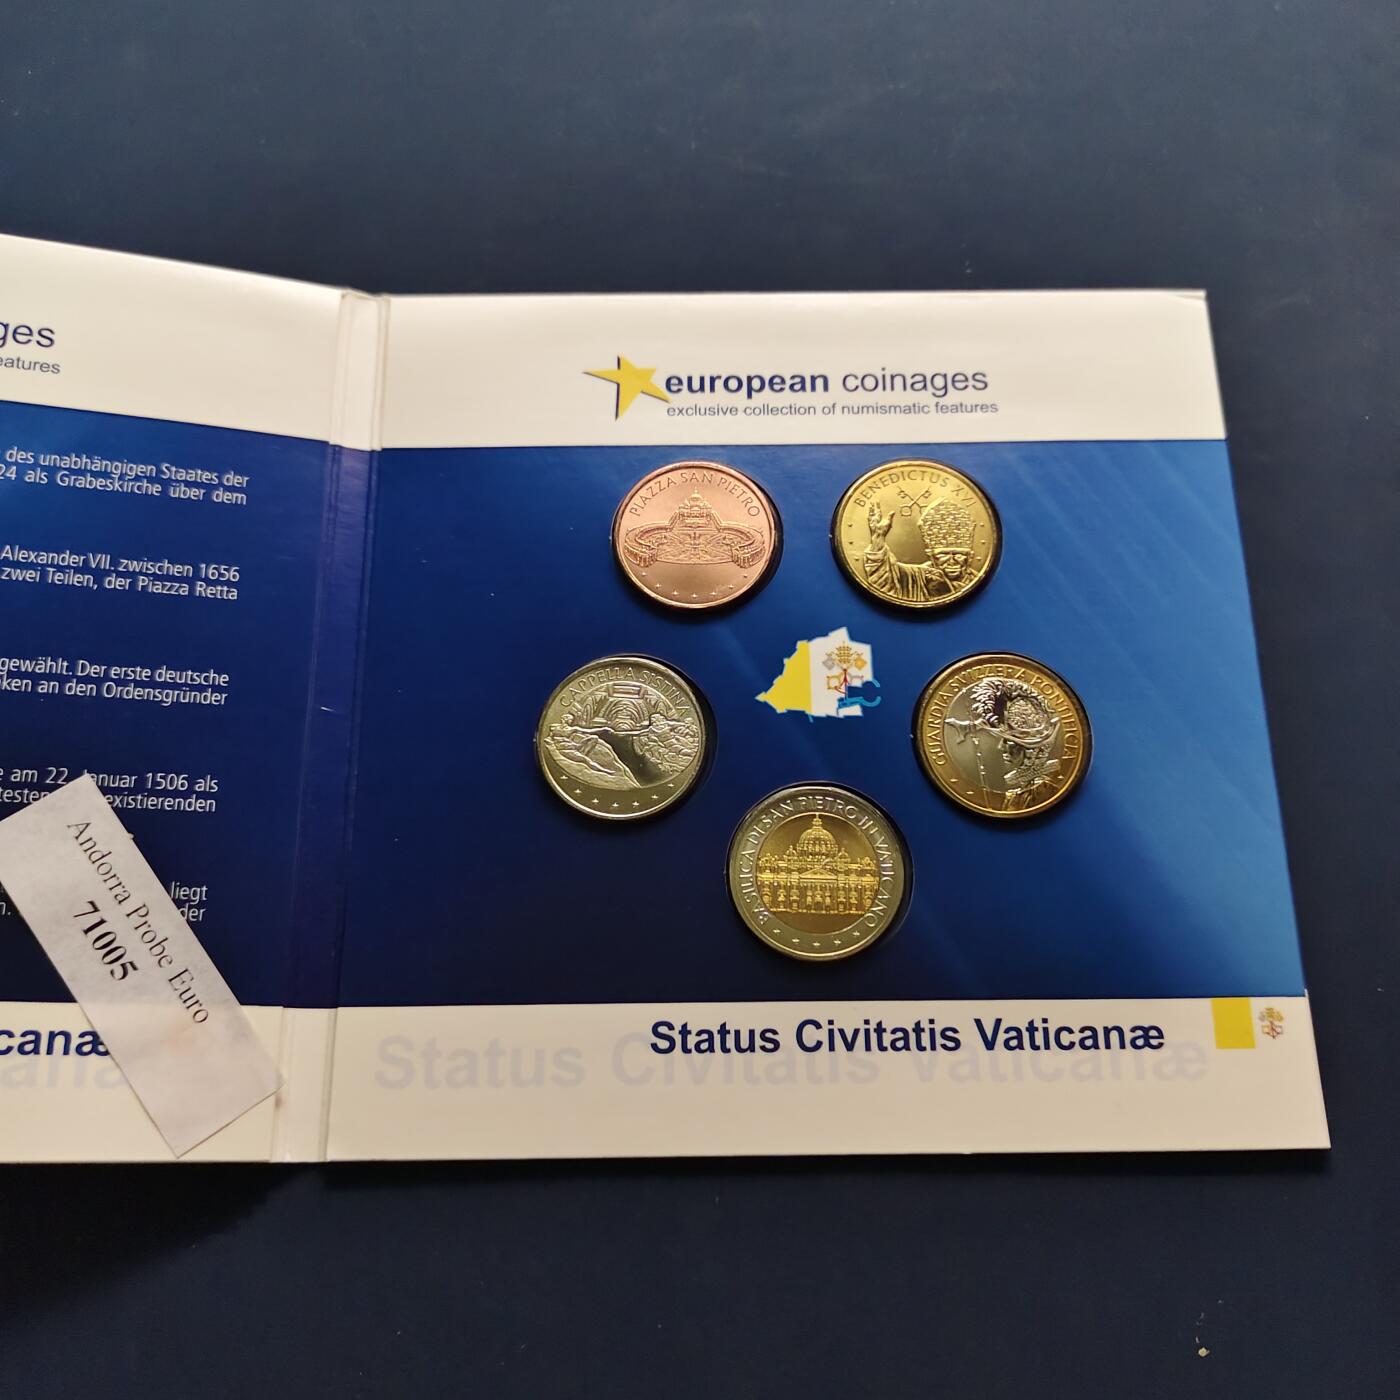 ges
eatures
des unabhängigen Staates der
24 als Grabeskirche über dem
Alexander VII. zwischen 1656
zwei Teilen, der Piazza Retta
gewählt. Der erste deutsche
ken an den Ordensgründer
e am 22. Januar 1506 als
testen existierenden
liegt
der
Andorra Probe Euro
71005
canæ
european coinages
exclusive collection of numismatic features
PIAZZA SAN PIETRO
BENEDICTUS XVI
CAPPELLA SISTINA
GUARDIA SVIZZERA PONTIFICIA
BASILICA DI SAN PIETRO IN VATICANO
Status Civitatis Vaticanæ
Status Civitatis Vaticanæ